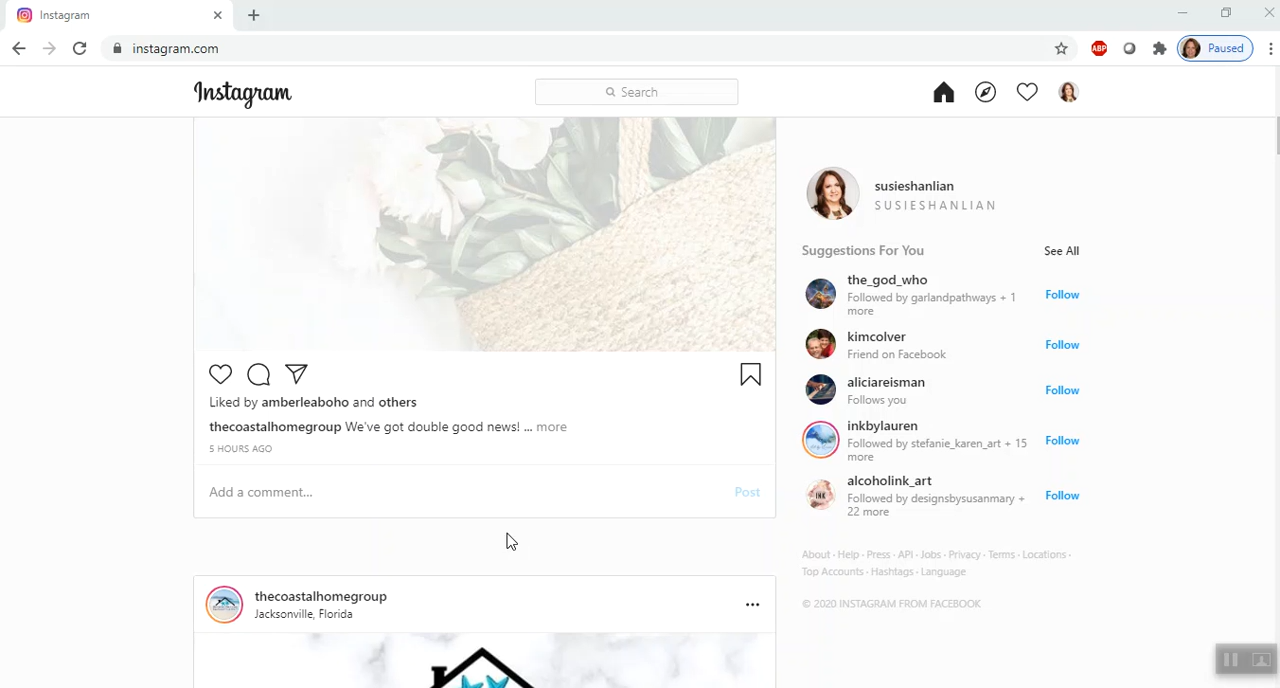 Instagram
instagram.com
ABP
Paused
Instagram
Search
susieshanlian
SUSIESHANLIAN
Suggestions For You
See All
the_god_who
Followed by garlandpathways + 1
more
Follow
kimcolver
Friend on Facebook
Follow
aliciareisman
Follows you
Follow
inkbylauren
Followed by stefanie_karen_art + 15
more
Follow
alcoholink_art
Followed by designsbysusanmary +
22 more
Follow
About · Help · Press · API · Jobs · Privacy · Terms · Locations ·
Top Accounts · Hashtags · Language
© 2020 INSTAGRAM FROM FACEBOOK
Liked by amberleaboho and others
thecoastalhomegroup We've got double good news! ... more
5 HOURS AGO
Add a comment...
Post
thecoastalhomegroup
Jacksonville, Florida